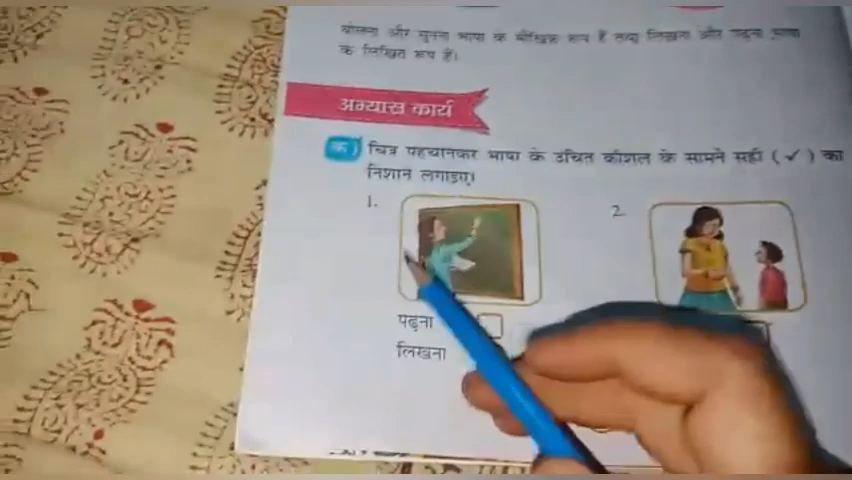 बोलना और सुनना भाषा के मौखिक रूप हैं तथा लिखना और पढ़ना भाषा
के लिखित रूप हैं।
अभ्यास कार्य
क) चित्र पहचानकर भाषा के उचित कौशल के सामने सही (✓) का
निशान लगाइए।
1. 2.
पढ़ना
लिखना